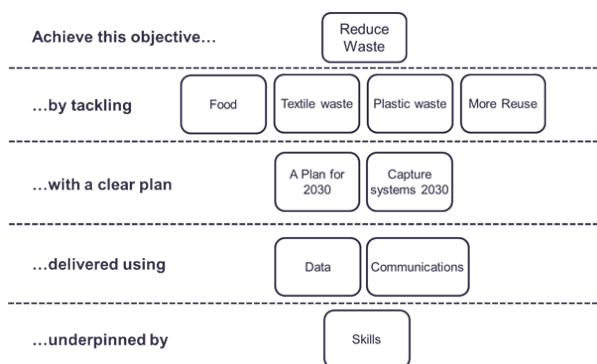 Achieve this objective...
Reduce
Waste
...by tackling
Food
Textile waste
Plastic waste
More Reuse
...with a clear plan
A Plan for
2030
Capture
systems 2030
...delivered using
Data
Communications
...underpinned by
Skills